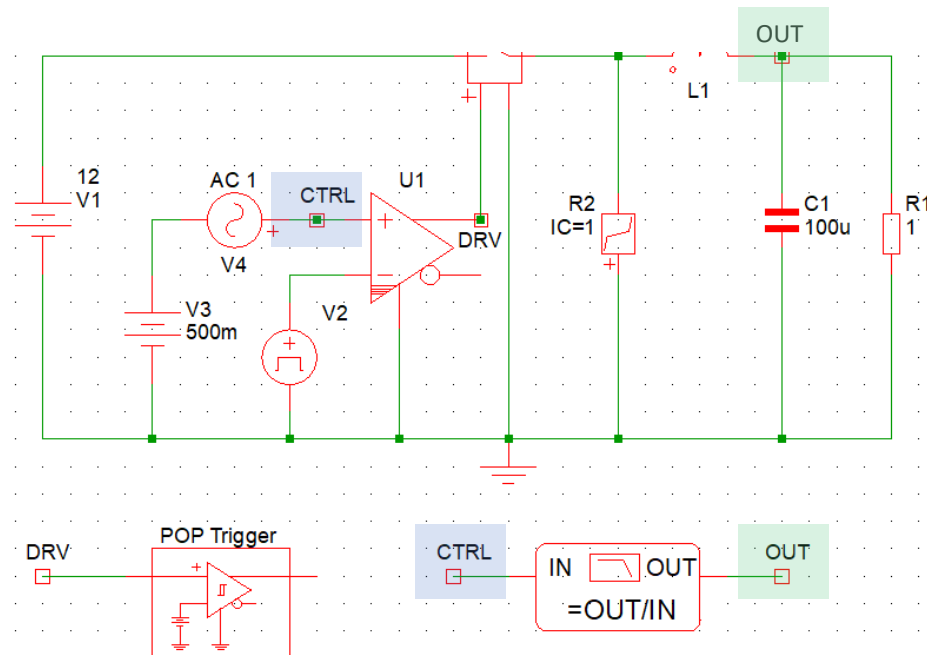 OUT
L1
12
V1
AC 1
CTRL
U1
R2
IC=1
C1
100u
R1
1
DRV
V4
V3
500m
V2
POP Trigger
DRV
CTRL
IN
OUT
=OUT/IN
OUT